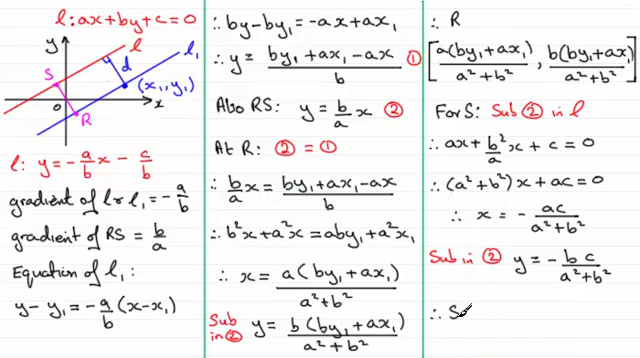 l: ax+by+c=0
y
l
l₁
d
S
(x₁,y₁)
o
x
R
l: y = -a/b x - c/b
gradient of l or l₁ = -a/b
gradient of RS = b/a
Equation of l₁:
y-y₁ = -a/b (x-x₁)
∴ by-by₁ = -ax+ax₁
∴ y = (by₁+ax₁-ax)/b ①
Also RS: y = b/a x ②
At R: ② = ①
∴ b/a x = (by₁+ax₁-ax)/b
∴ b²x+a²x = aby₁+a²x₁
∴ x = a(by₁+ax₁)/(a²+b²)
Sub in ② y = b(by₁+ax₁)/(a²+b²)
∴ R
[a(by₁+ax₁)/(a²+b²), b(by₁+ax₁)/(a²+b²)]
For S: Sub ② in l
∴ ax + b²/a x + c = 0
∴ (a²+b²)x + ac = 0
∴ x = - ac/(a²+b²)
Sub in ② y = - bc/(a²+b²)
∴ S